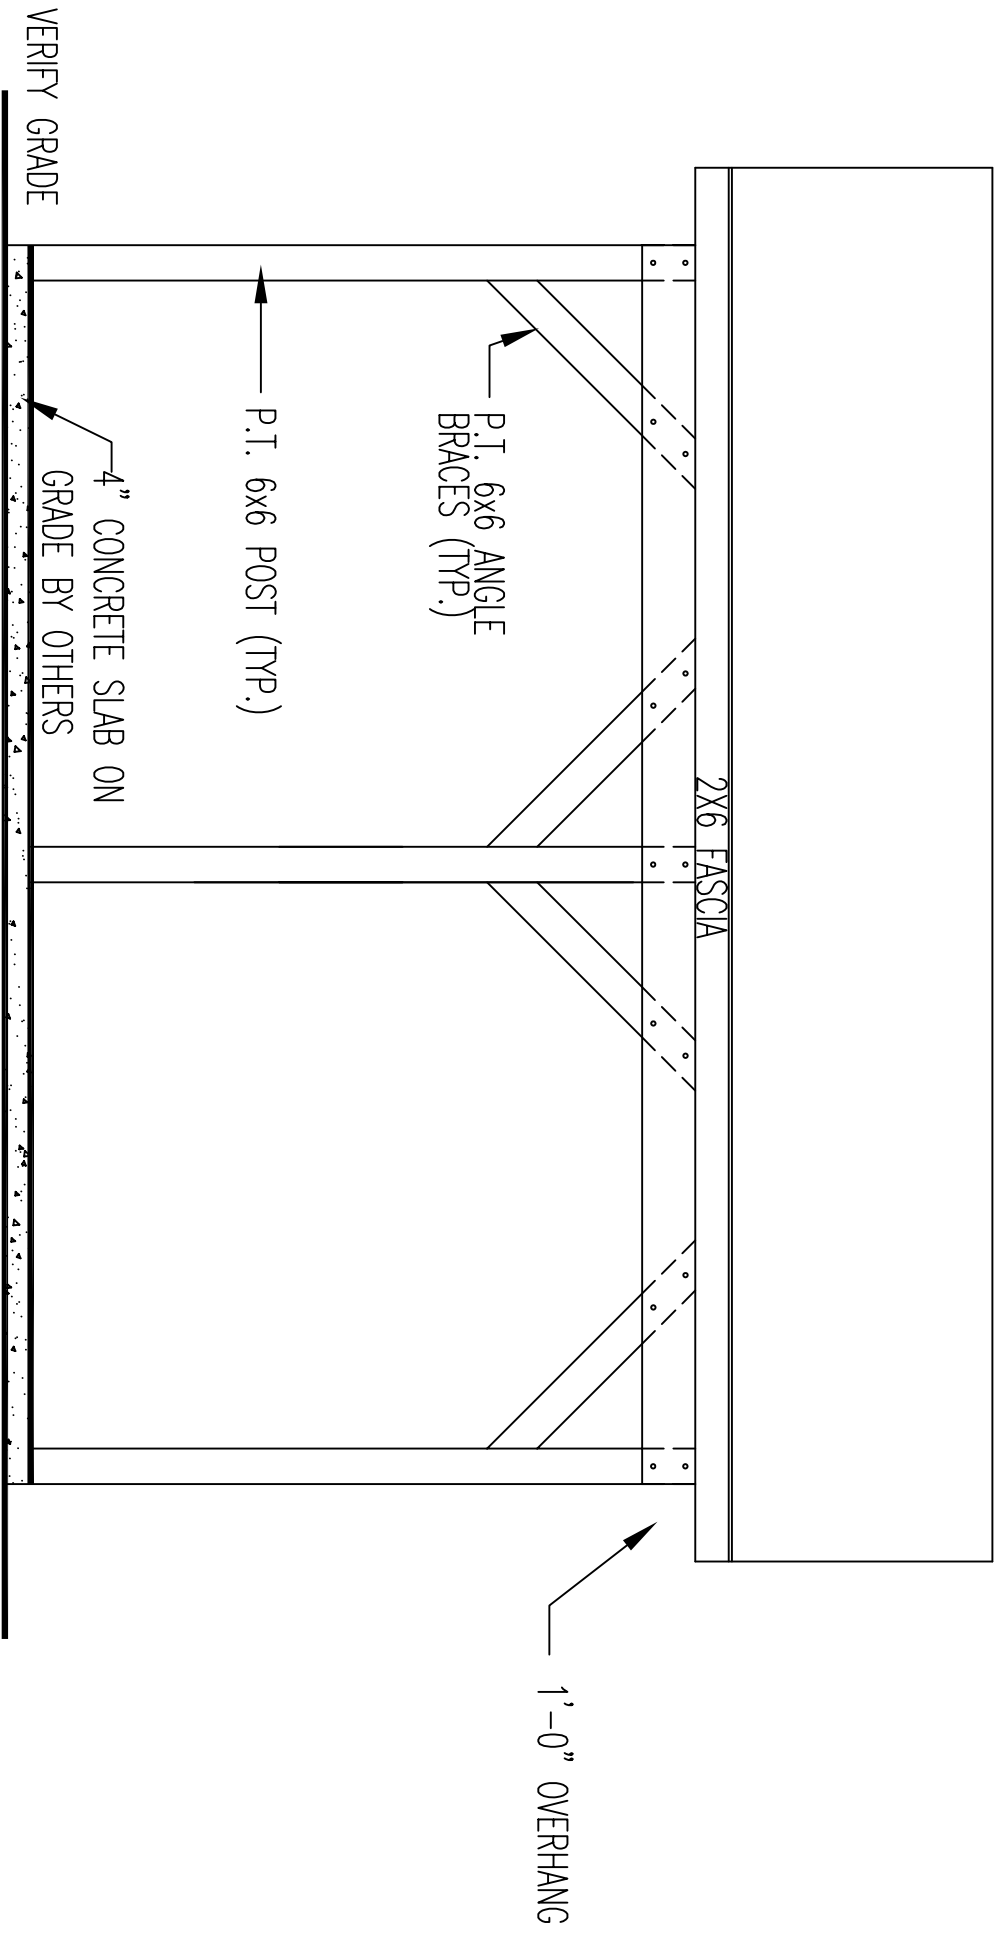 2X6 FASCIA
1'-0" OVERHANG
P.T. 6x6 ANGLE
BRACES (TYP.)
P.T. 6x6 POST (TYP.)
4" CONCRETE SLAB ON
GRADE BY OTHERS
VERIFY GRADE